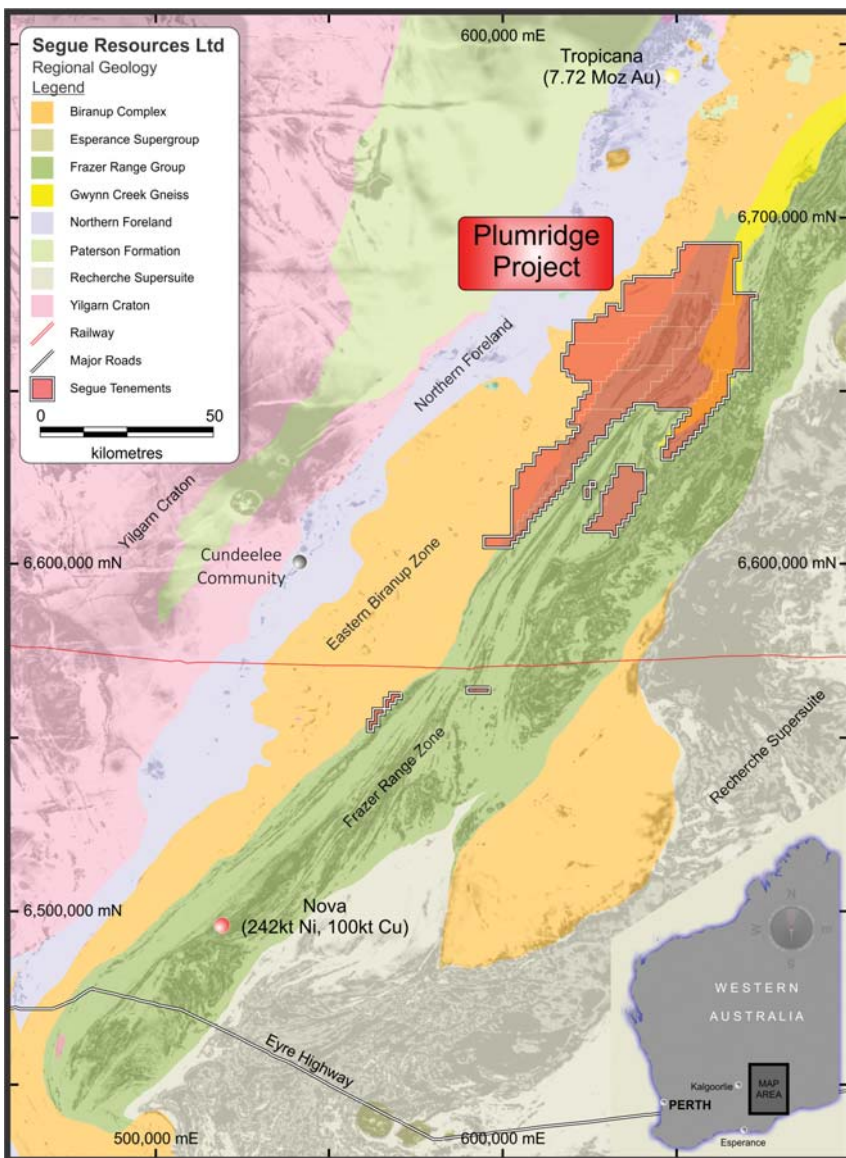 Segue Resources Ltd
Regional Geology
Legend
Biranup Complex
Esperance Supergroup
Frazer Range Group
Gwynn Creek Gneiss
Northern Foreland
Paterson Formation
Recherche Supersuite
Yilgarn Craton
Railway
Major Roads
Segue Tenements
0 50
kilometres
600,000 mE
Tropicana
(7.72 Moz Au)
6,700,000 mN
Plumridge
Project
Northern Foreland
Yilgarn Craton
Cundeelee
Community
6,600,000 mN
6,600,000 mN
Eastern Biranup Zone
Frazer Range Zone
Recherche Supersuite
6,500,000 mN
Nova
(242kt Ni, 100kt Cu)
Eyre Highway
500,000 mE
600,000 mE
N
W E
S
WESTERN
AUSTRALIA
Kalgoorlie
MAP
AREA
PERTH
Esperance